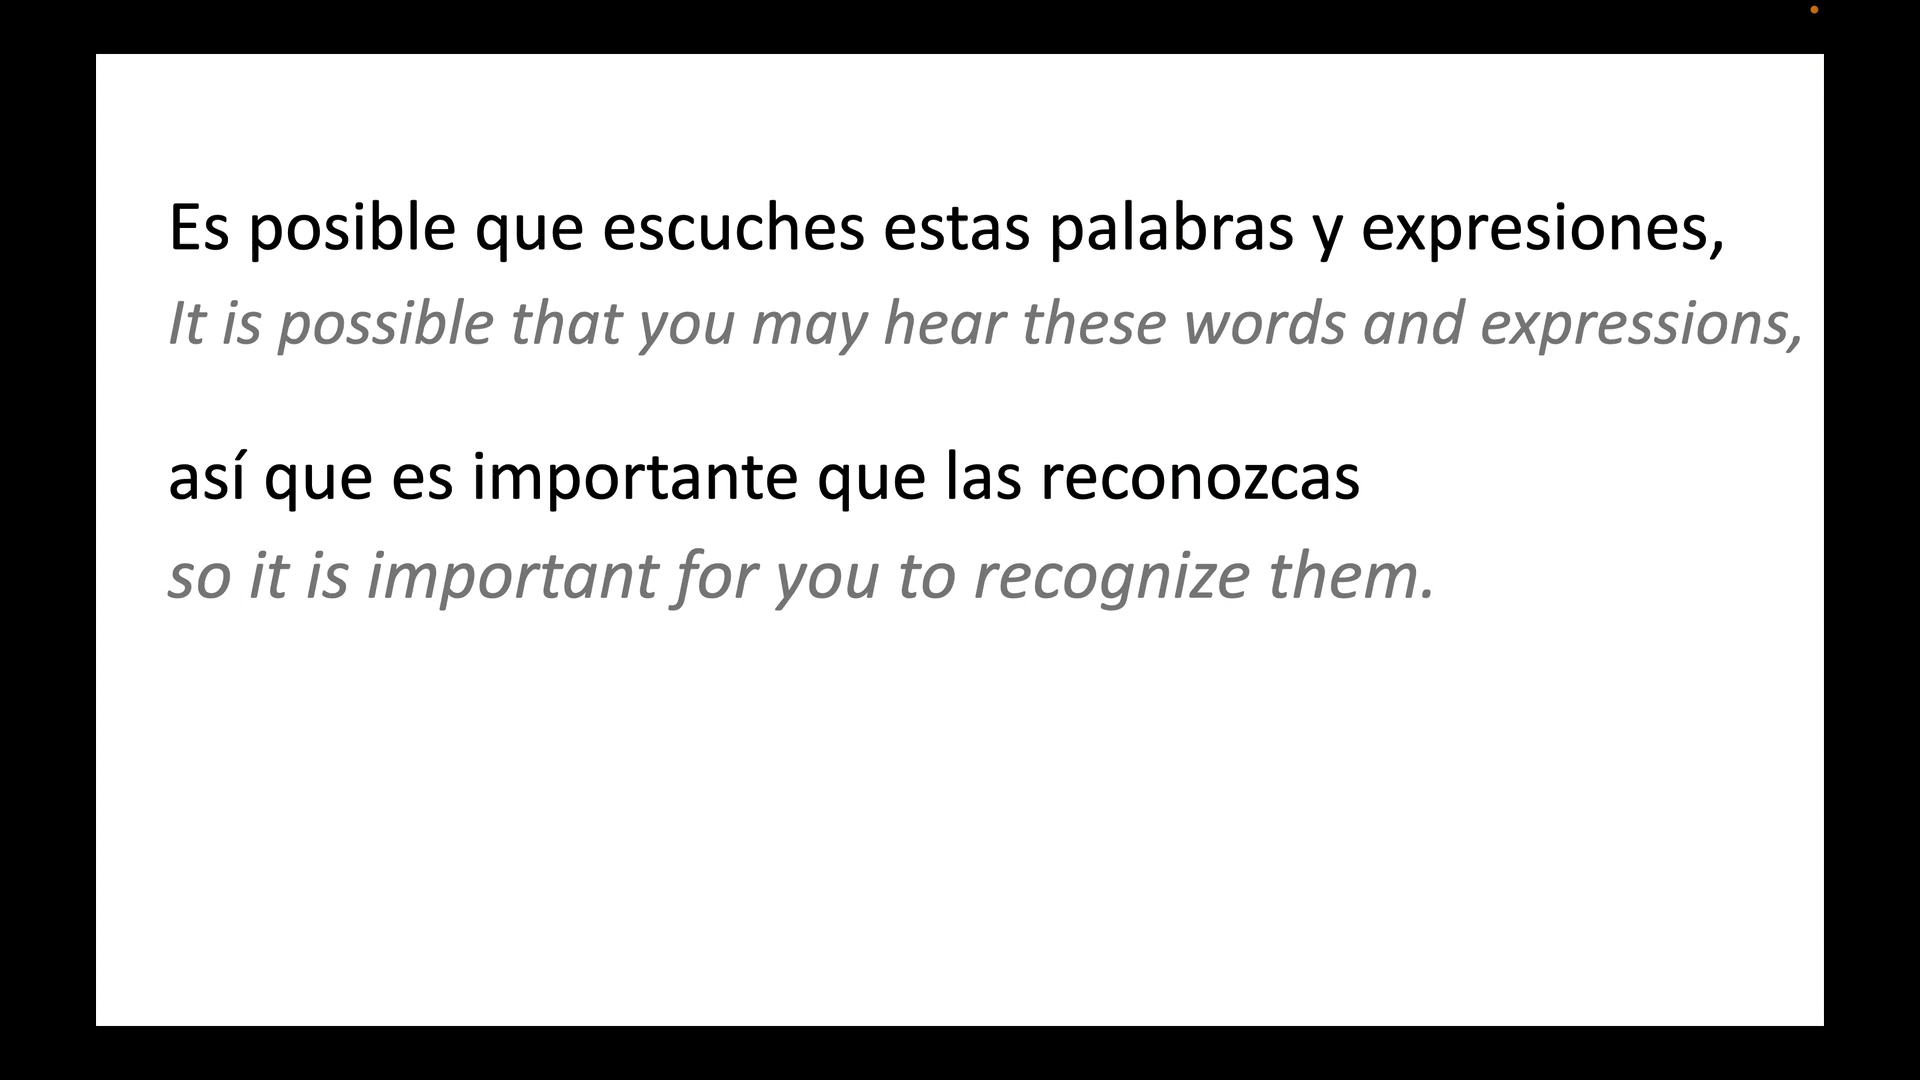 Es posible que escuches estas palabras y expresiones,
It is possible that you may hear these words and expressions,
así que es importante que las reconozcas
so it is important for you to recognize them.